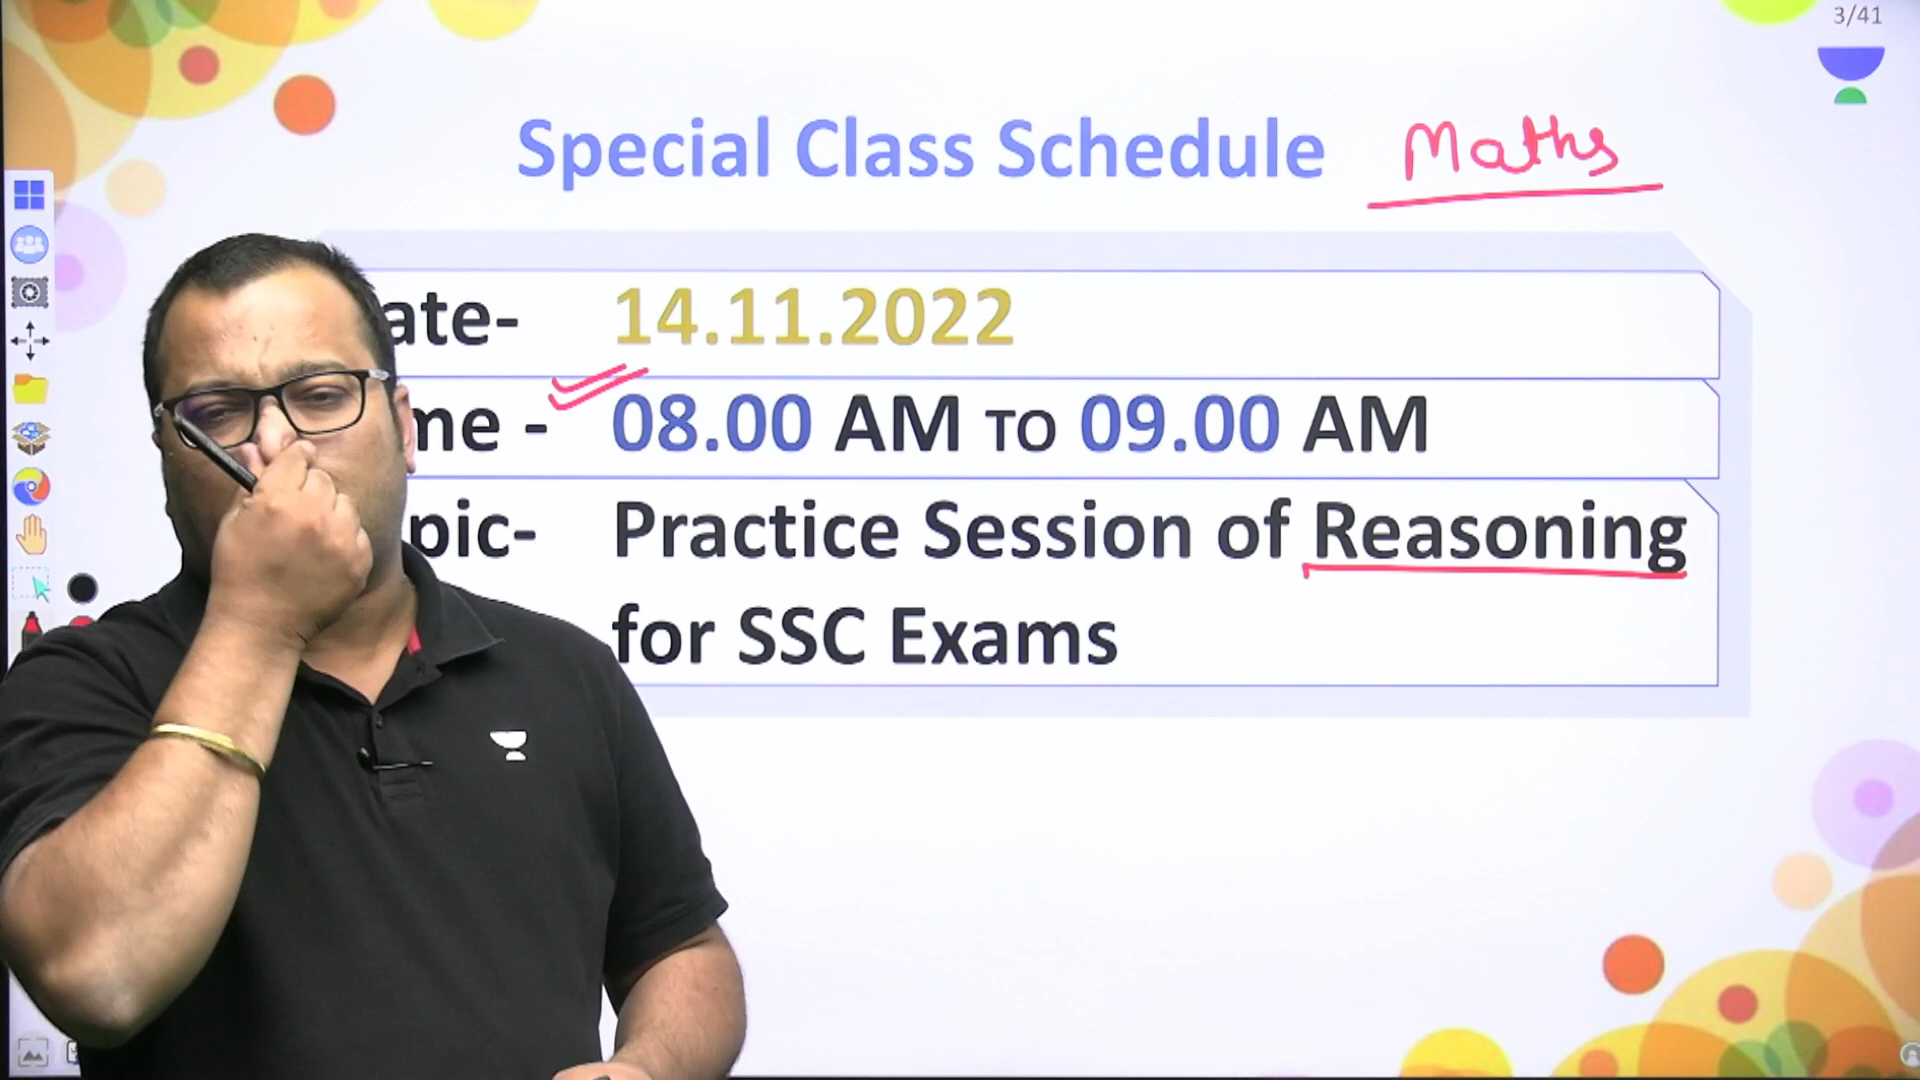 3/41
Special Class Schedule Maths
ate- 14.11.2022
me - 08.00 AM TO 09.00 AM
pic- Practice Session of Reasoning
for SSC Exams